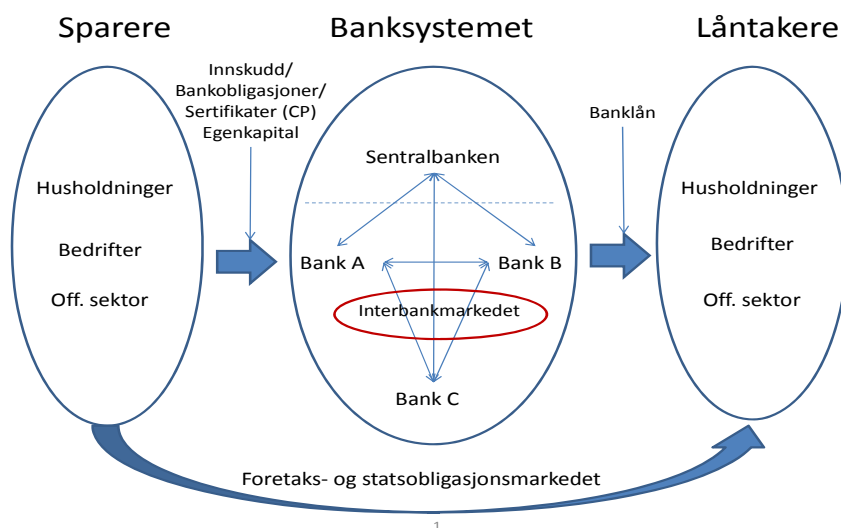 Sparere
Banksystemet
Låntakere
Innskudd/
Bankobligasjoner/
Sertifikater (CP)
Egenkapital
Banklån
Sentralbanken
Husholdninger
Bedrifter
Off. sektor
Bank A
Bank B
Interbankmarkedet
Bank C
Husholdninger
Bedrifter
Off. sektor
Foretaks- og statsobligasjonsmarkedet
1